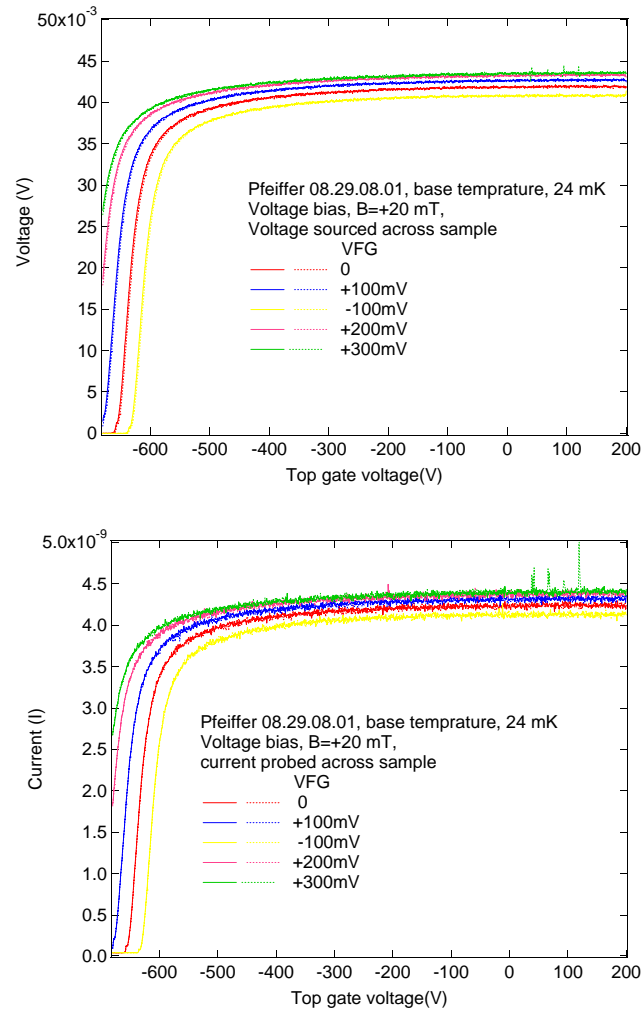 50x10-3
45
40
35
30
25
20
15
10
5
0
Voltage (V)
Pfeiffer 08.29.08.01, base temprature, 24 mK
Voltage bias, B=+20 mT,
Voltage sourced across sample
VFG
0
+100mV
-100mV
+200mV
+300mV
-600 -500 -400 -300 -200 -100 0 100 200
Top gate voltage(V)
5.0x10-9
4.5
4.0
3.5
3.0
2.5
2.0
1.5
1.0
0.5
0.0
Current (I)
Pfeiffer 08.29.08.01, base temprature, 24 mK
Voltage bias, B=+20 mT,
current probed across sample
VFG
0
+100mV
-100mV
+200mV
+300mV
-600 -500 -400 -300 -200 -100 0 100 200
Top gate voltage(V)